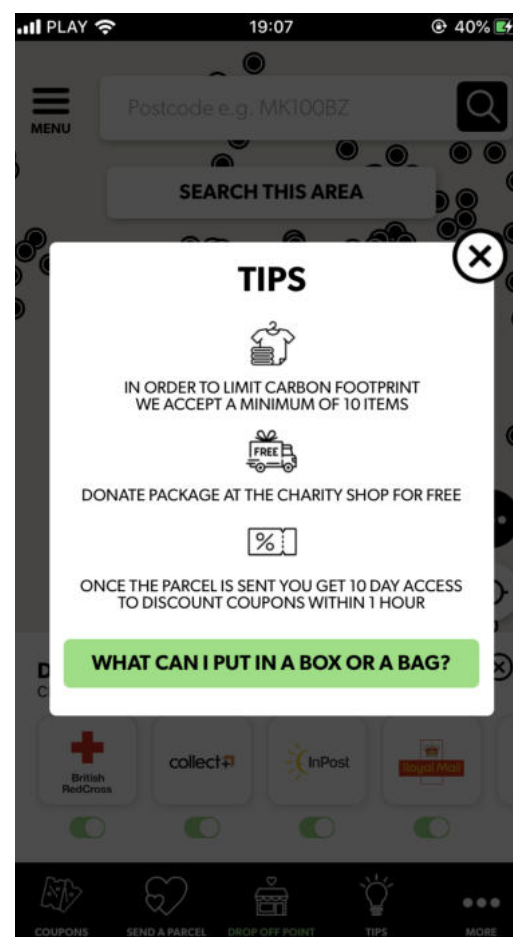 PLAY 19:07 40%
MENU
Postcode e.g. MK100BZ
SEARCH THIS AREA
TIPS
IN ORDER TO LIMIT CARBON FOOTPRINT
WE ACCEPT A MINIMUM OF 10 ITEMS
FREE
DONATE PACKAGE AT THE CHARITY SHOP FOR FREE
%
ONCE THE PARCEL IS SENT YOU GET 10 DAY ACCESS
TO DISCOUNT COUPONS WITHIN 1 HOUR
WHAT CAN I PUT IN A BOX OR A BAG?
British
RedCross
collect+
InPost
Royal Mail
COUPONS SEND A PARCEL DROP OFF POINT TIPS MORE